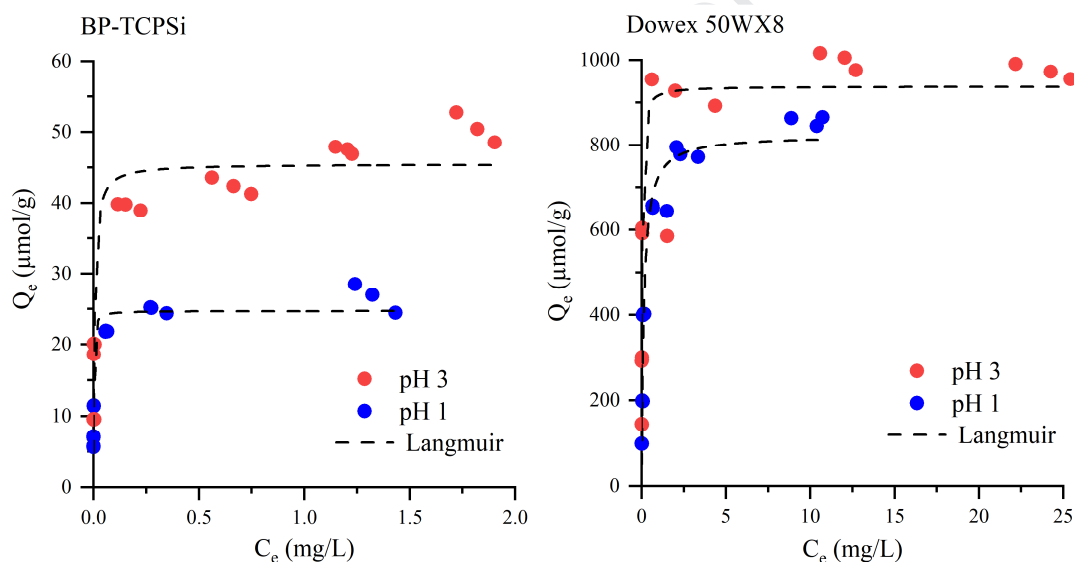 BP-TCPSi
60
50
40
30
20
10
0
Qe (μmol/g)
pH 3
pH 1
Langmuir
0.0 0.5 1.0 1.5 2.0
Ce (mg/L)
Dowex 50WX8
1000
800
600
400
200
0
Qe (μmol/g)
pH 3
pH 1
Langmuir
0 5 10 15 20 25
Ce (mg/L)